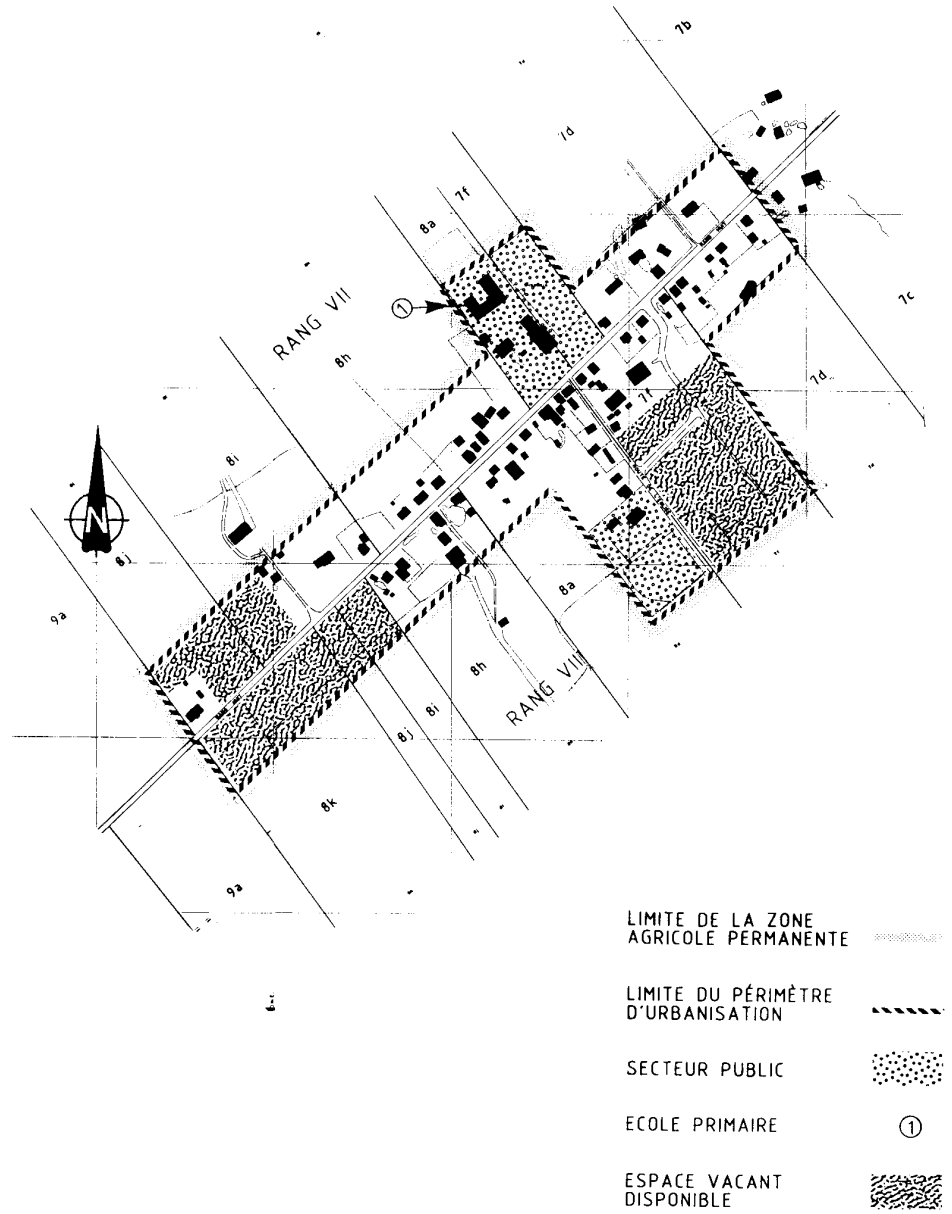 7b
7d
7f
8a
RANG VII
①
8h
7c
7d
7f
8i
N
8j
9a
8a
8h
RANG VIII
8i
8j
8k
9a
LIMITE DE LA ZONE
AGRICOLE PERMANENTE
LIMITE DU PÉRIMÈTRE
D'URBANISATION
SECTEUR PUBLIC
ECOLE PRIMAIRE ①
ESPACE VACANT
DISPONIBLE